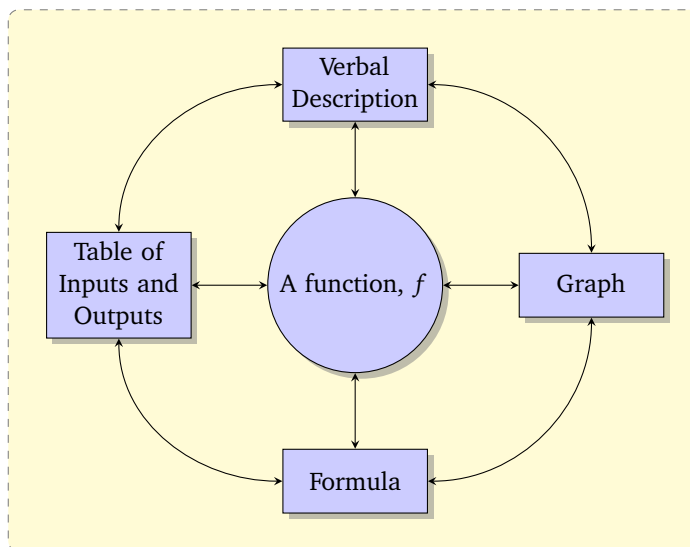 Verbal
Description
Table of
Inputs and
Outputs
A function, f
Graph
Formula